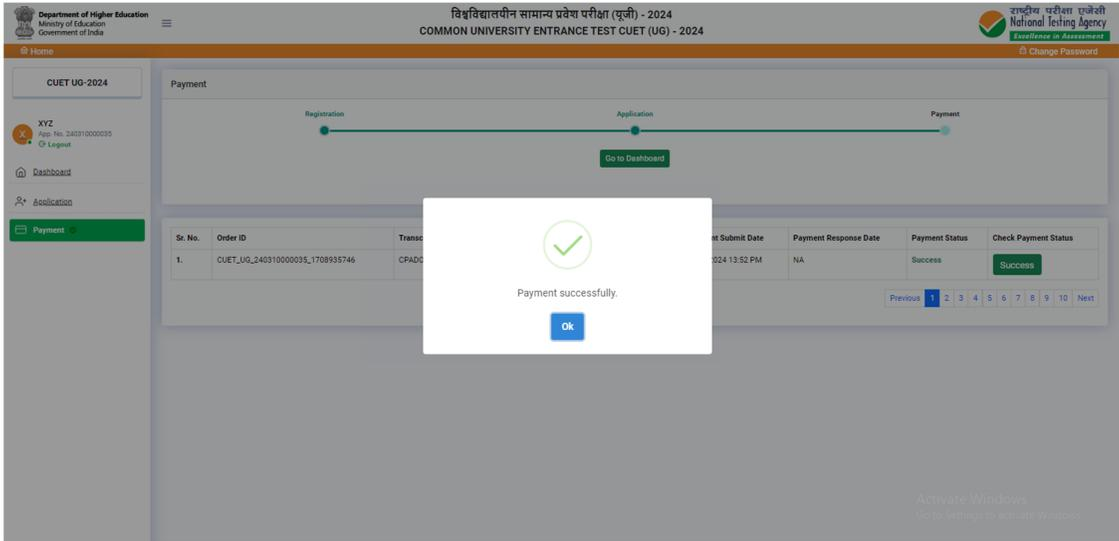 Department of Higher Education
Ministry of Education
Government of India
विश्वविद्यालयीन सामान्य प्रवेश परीक्षा (यूजी) - 2024
COMMON UNIVERSITY ENTRANCE TEST CUET (UG) - 2024
राष्ट्रीय परीक्षा एजेंसी
National Testing Agency
Excellence in Assessment
Home
Change Password
CUET UG-2024
X
XYZ
App. No. 240310000035
Logout
Dashboard
Application
Payment
Payment
Registration Application Payment
Go to Dashboard
Sr. No. Order ID Submit Date Payment Response Date Payment Status Check Payment Status
1. CUET_UG_240310000035_1708935746 13:52 PM NA Success Success
Previous 1 2 3 4 5 6 7 8 9 10 Next
Payment successfully.
Ok
Activate Windows
Go to Settings to activate Windows.